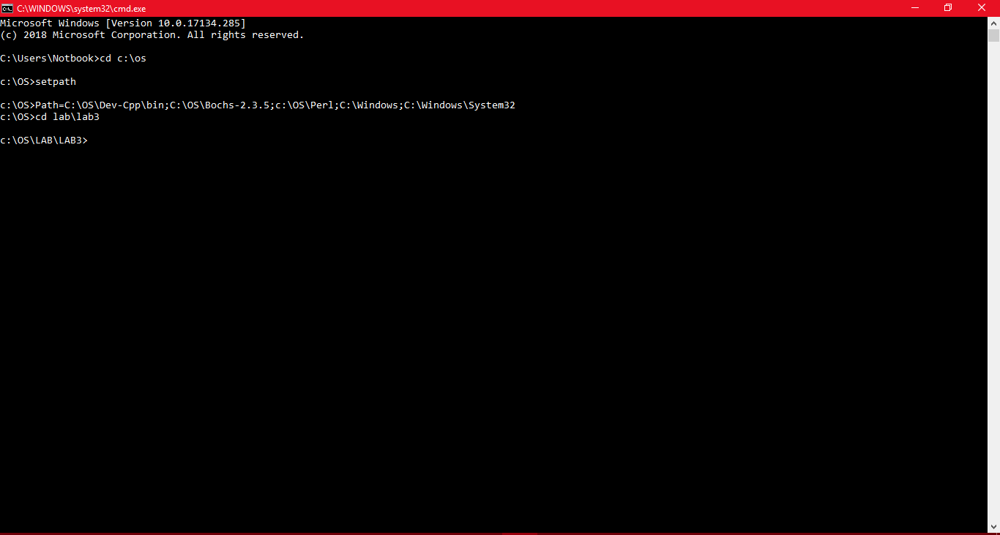 C:\WINDOWS\system32\cmd.exe
Microsoft Windows [Version 10.0.17134.285]
(c) 2018 Microsoft Corporation. All rights reserved.
C:\Users\Notbook>cd c:\os
c:\OS>setpath
c:\OS>Path=C:\OS\Dev-Cpp\bin;C:\OS\Bochs-2.3.5;c:\OS\Perl;C:\Windows;C:\Windows\System32
c:\OS>cd lab\lab3
c:\OS\LAB\LAB3>